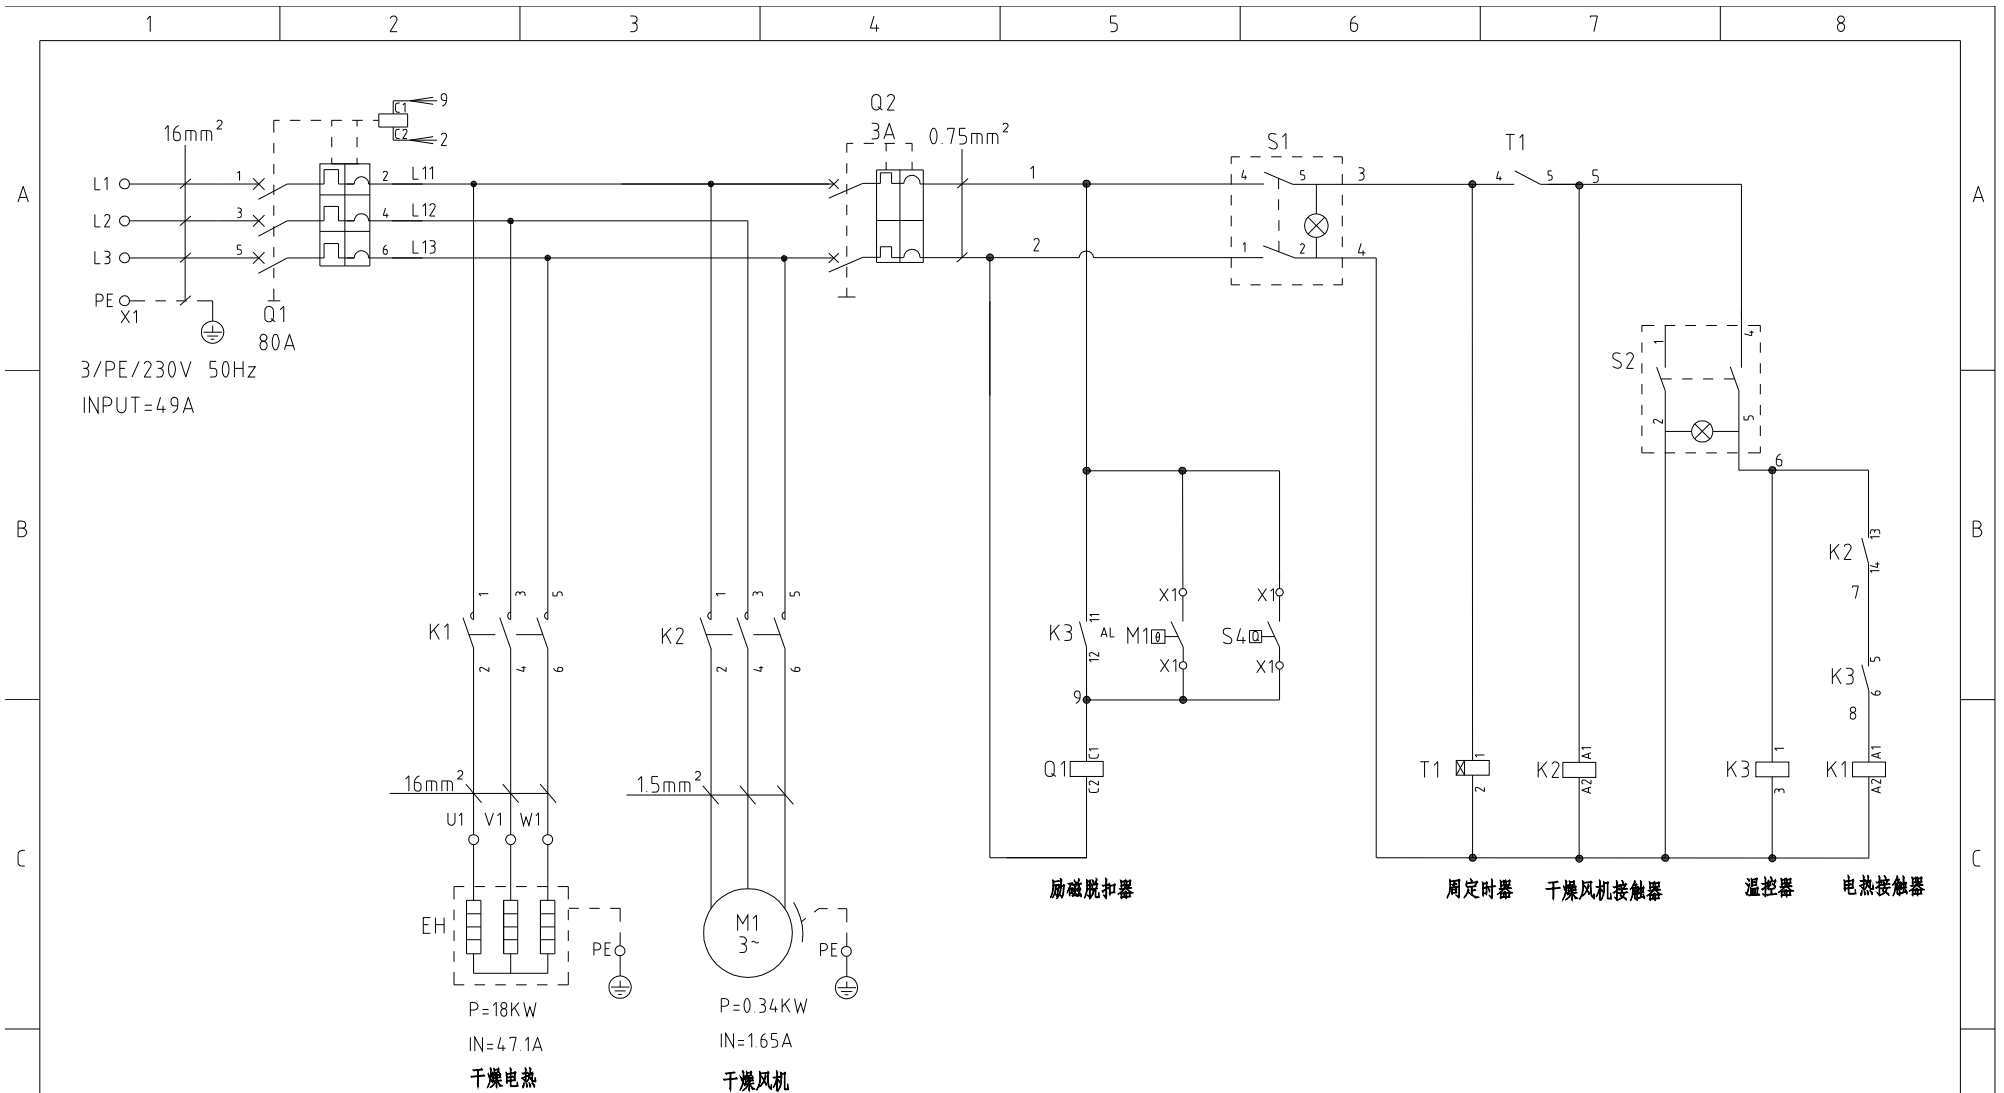 1 2 3 4 5 6 7 8
A
B
C
A
B
C
16mm²
C1 9
C2 2
L1 1 2 L11
L2 3 4 L12
L3 5 6 L13
PE
X1
Q1
80A
3/PE/230V 50Hz
INPUT=49A
Q2
3A
0.75mm²
1
2
S1
4 5 3
1 2 4
T1
4 5 5
S2
1 4
2 5
6
K1
1 3 5
2 4 6
16mm²
U1 V1 W1
EH
PE
P=18KW
IN=47.1A
干燥电热
K2
1 3 5
2 4 6
1.5mm²
M1
3~
PE
P=0.34KW
IN=1.65A
干燥风机
K3 11 12 AL
X1
M1 θ
X1
X1
S4 Q
X1
9
Q1 C1 C2
励磁脱扣器
T1 1 2
周定时器
K2 A1 A2
干燥风机接触器
K3 1 3
温控器
K2 13 14
7
K3 5 6
8
K1 A1 A2
电热接触器